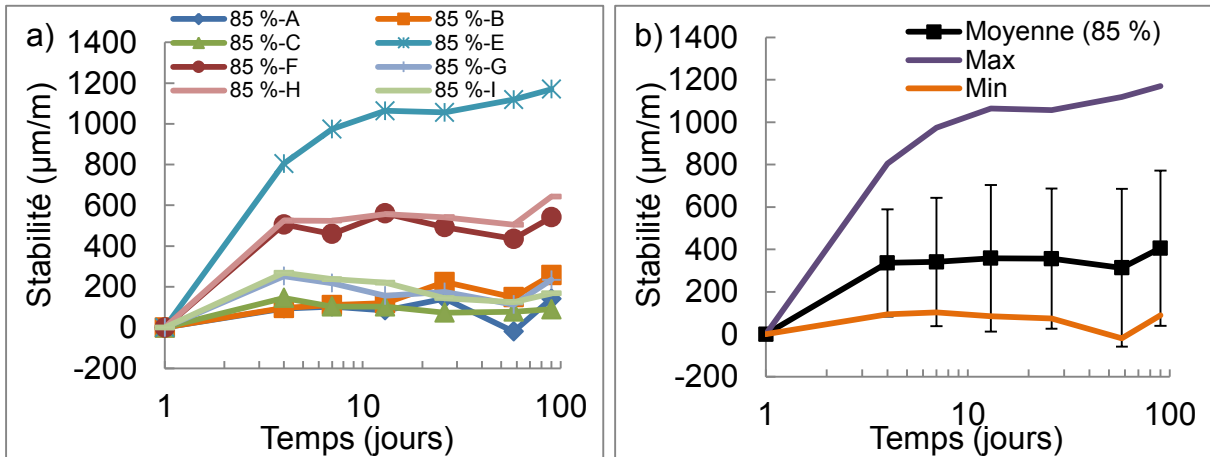 a)
85 %-A
85 %-B
85 %-C
85 %-E
85 %-F
85 %-G
85 %-H
85 %-I
Stabilité (µm/m)
1400
1200
1000
800
600
400
200
0
-200
1
10
100
Temps (jours)
b)
Moyenne (85 %)
Max
Min
Stabilité (µm/m)
1400
1200
1000
800
600
400
200
0
-200
1
10
100
Temps (jours)